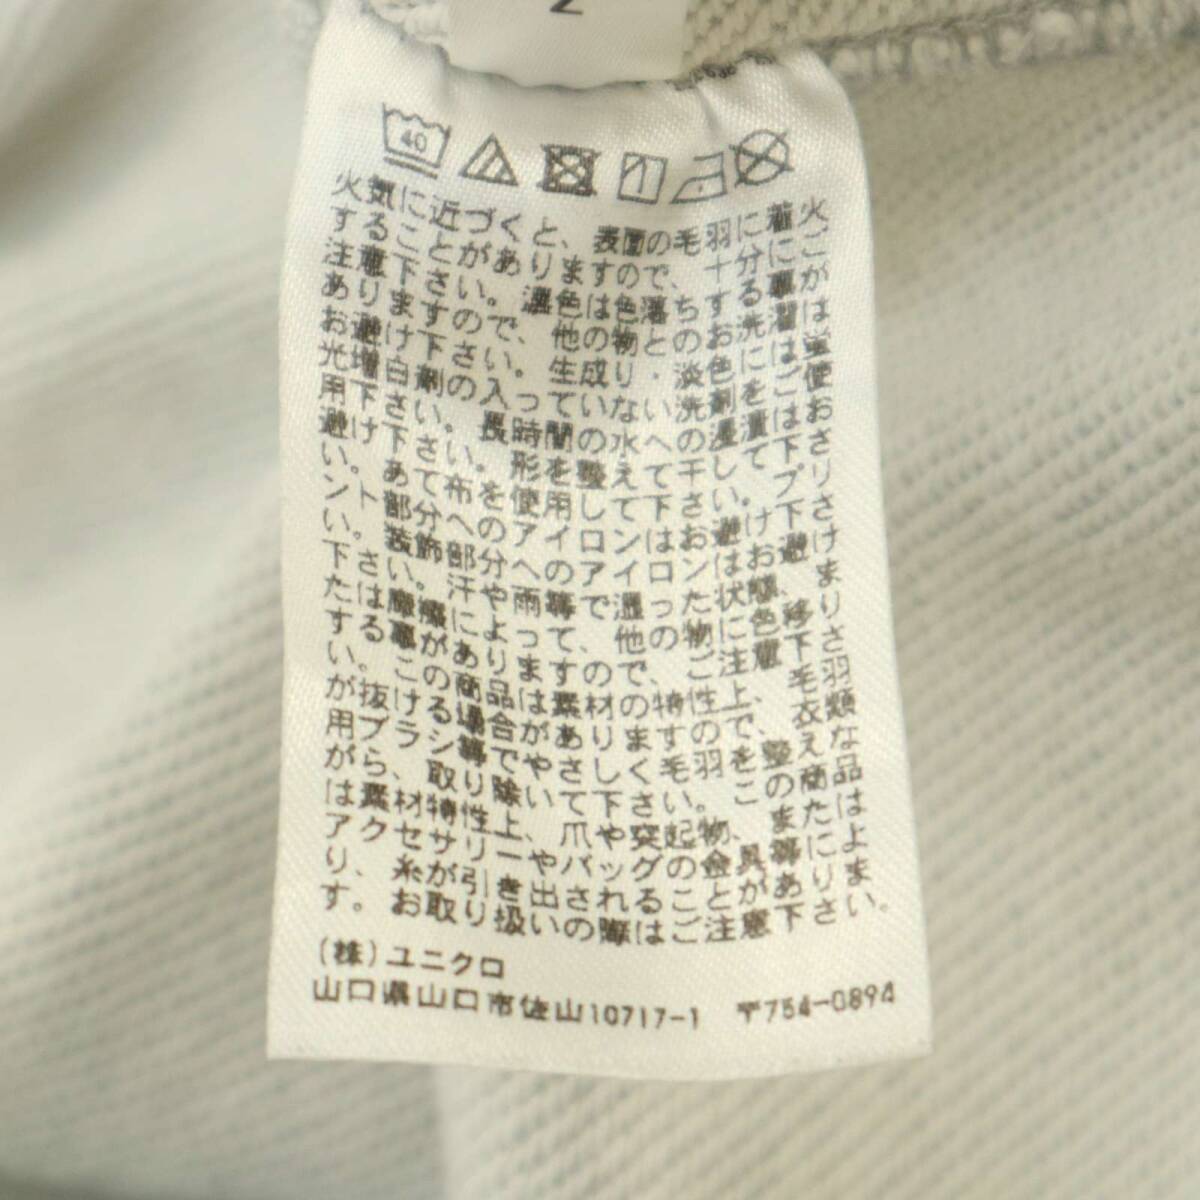 40 1
火気に近づくと、表面の毛羽に着火
することがありますので、十分にご
注意下さい。濃色は色落ちする事が
ありますので、他の物とのお洗濯は
お避け下さい。生成り・淡色には蛍
光増白剤の入っていない洗剤をご使
用下さい。長時間の水への浸漬はお
避け下さい。形を整えて干して下さ
い。あて布を使用して下さい。プリ
ント部分へのアイロンはお避け下さ
い。装飾部分へのアイロンはお避け
下さい。汗や雨等で湿った状態、ま
たは摩擦によって、他の物に色移り
する事がありますので、ご注意下さ
い。この商品は素材の特性上、毛羽
が抜ける場合がありますので、衣類
用ブラシ等でやさしく毛羽を整えな
がら、取り除いて下さい。この商品
は素材特性上、爪や突起物、または
アクセサリーやバッグの金具等によ
り、糸が引き出されることがありま
す。お取り扱いの際はご注意下さい。
(株)ユニクロ
山口県山口市佐山10717-1 〒754-0894